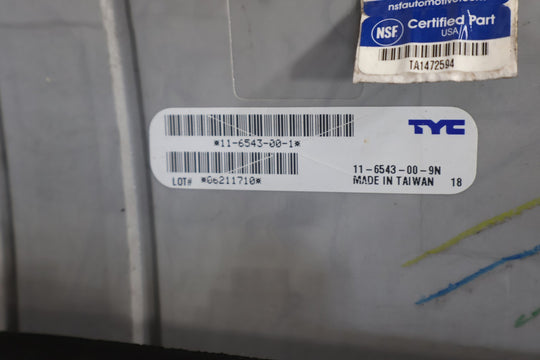 nsfautomotive.com
NSF
Certified Part
USA
TA1472594
TYC
*11-6543-00-1*
11-6543-00-9N
LOT# *06211710*
MADE IN TAIWAN 18